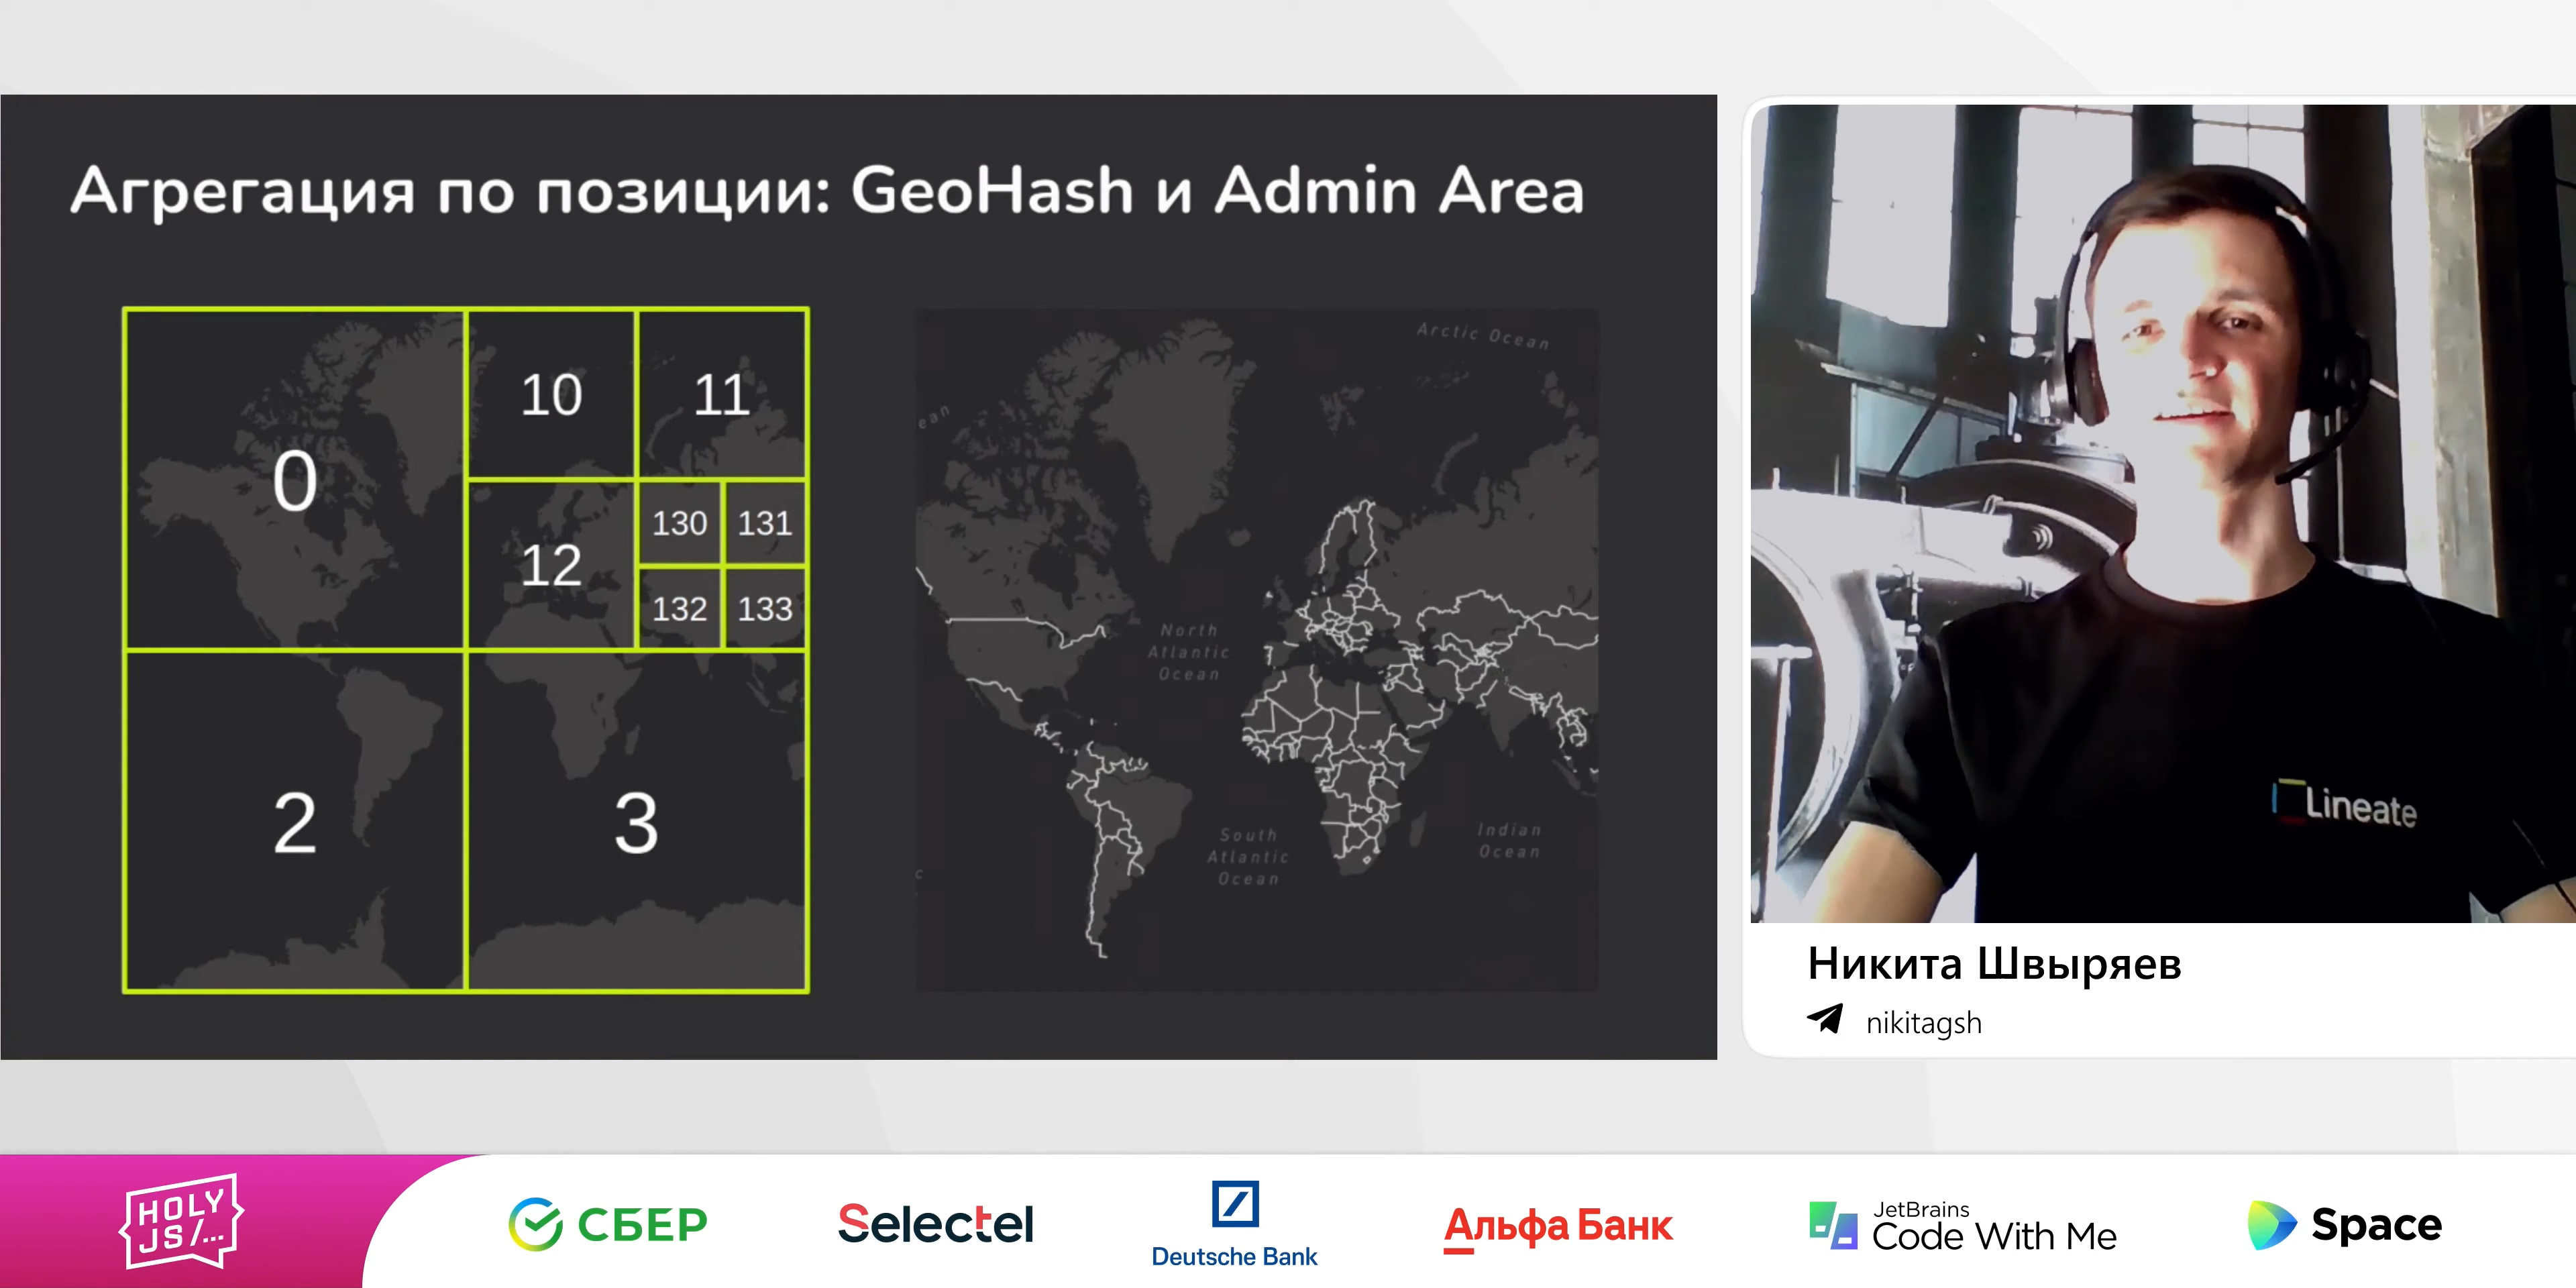 Агрегация по позиции: GeoHash и Admin Area
0
10
11
12
130
131
132
133
2
3
Arctic Ocean
ean
North
Atlantic
Ocean
South
Atlantic
Ocean
Indian
Ocean
c
Lineate
Никита Швыряев
nikitagsh
HOLY
JS/...
СБЕР
Selectel
Deutsche Bank
Альфа Банк
JetBrains
Code With Me
Space